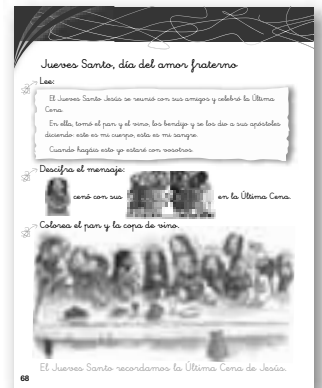 Jueves Santo, día del amor fraterno
Lee:
El Jueves Santo Jesús se reunió con sus amigos y celebró la Última
Cena.
En ella, tomó el pan y el vino, los bendijo y se los dio a sus apóstoles
diciendo: este es mi cuerpo, esta es mi sangre.
Cuando hagáis esto yo estaré con vosotros.
Descifra el mensaje:
cenó con sus en la Última Cena.
Colorea el pan y la copa de vino.
El Jueves Santo recordamos la Última Cena de Jesús.
68